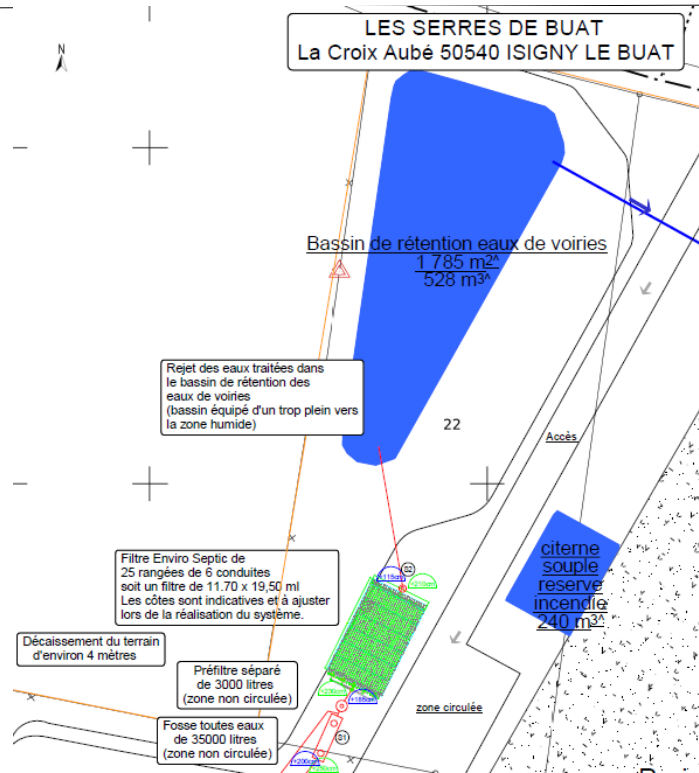 LES SERRES DE BUAT
La Croix Aubé 50540 ISIGNY LE BUAT
N
Bassin de rétention eaux de voiries
1 785 m²^
528 m³^
Rejet des eaux traitées dans
le bassin de rétention des
eaux de voiries
(bassin équipé d'un trop plein vers
la zone humide)
22
Accès
Filtre Enviro Septic de
25 rangées de 6 conduites
soit un filtre de 11.70 x 19,50 ml
Les côtes sont indicatives et à ajuster
lors de la réalisation du système.
citerne
souple
reserve
incendie
240 m³^
S2
Décaissement du terrain
d'environ 4 mètres
Préfiltre séparé
de 3000 litres
(zone non circulée)
zone circulée
Fosse toutes eaux
de 35000 litres
(zone non circulée)
S1